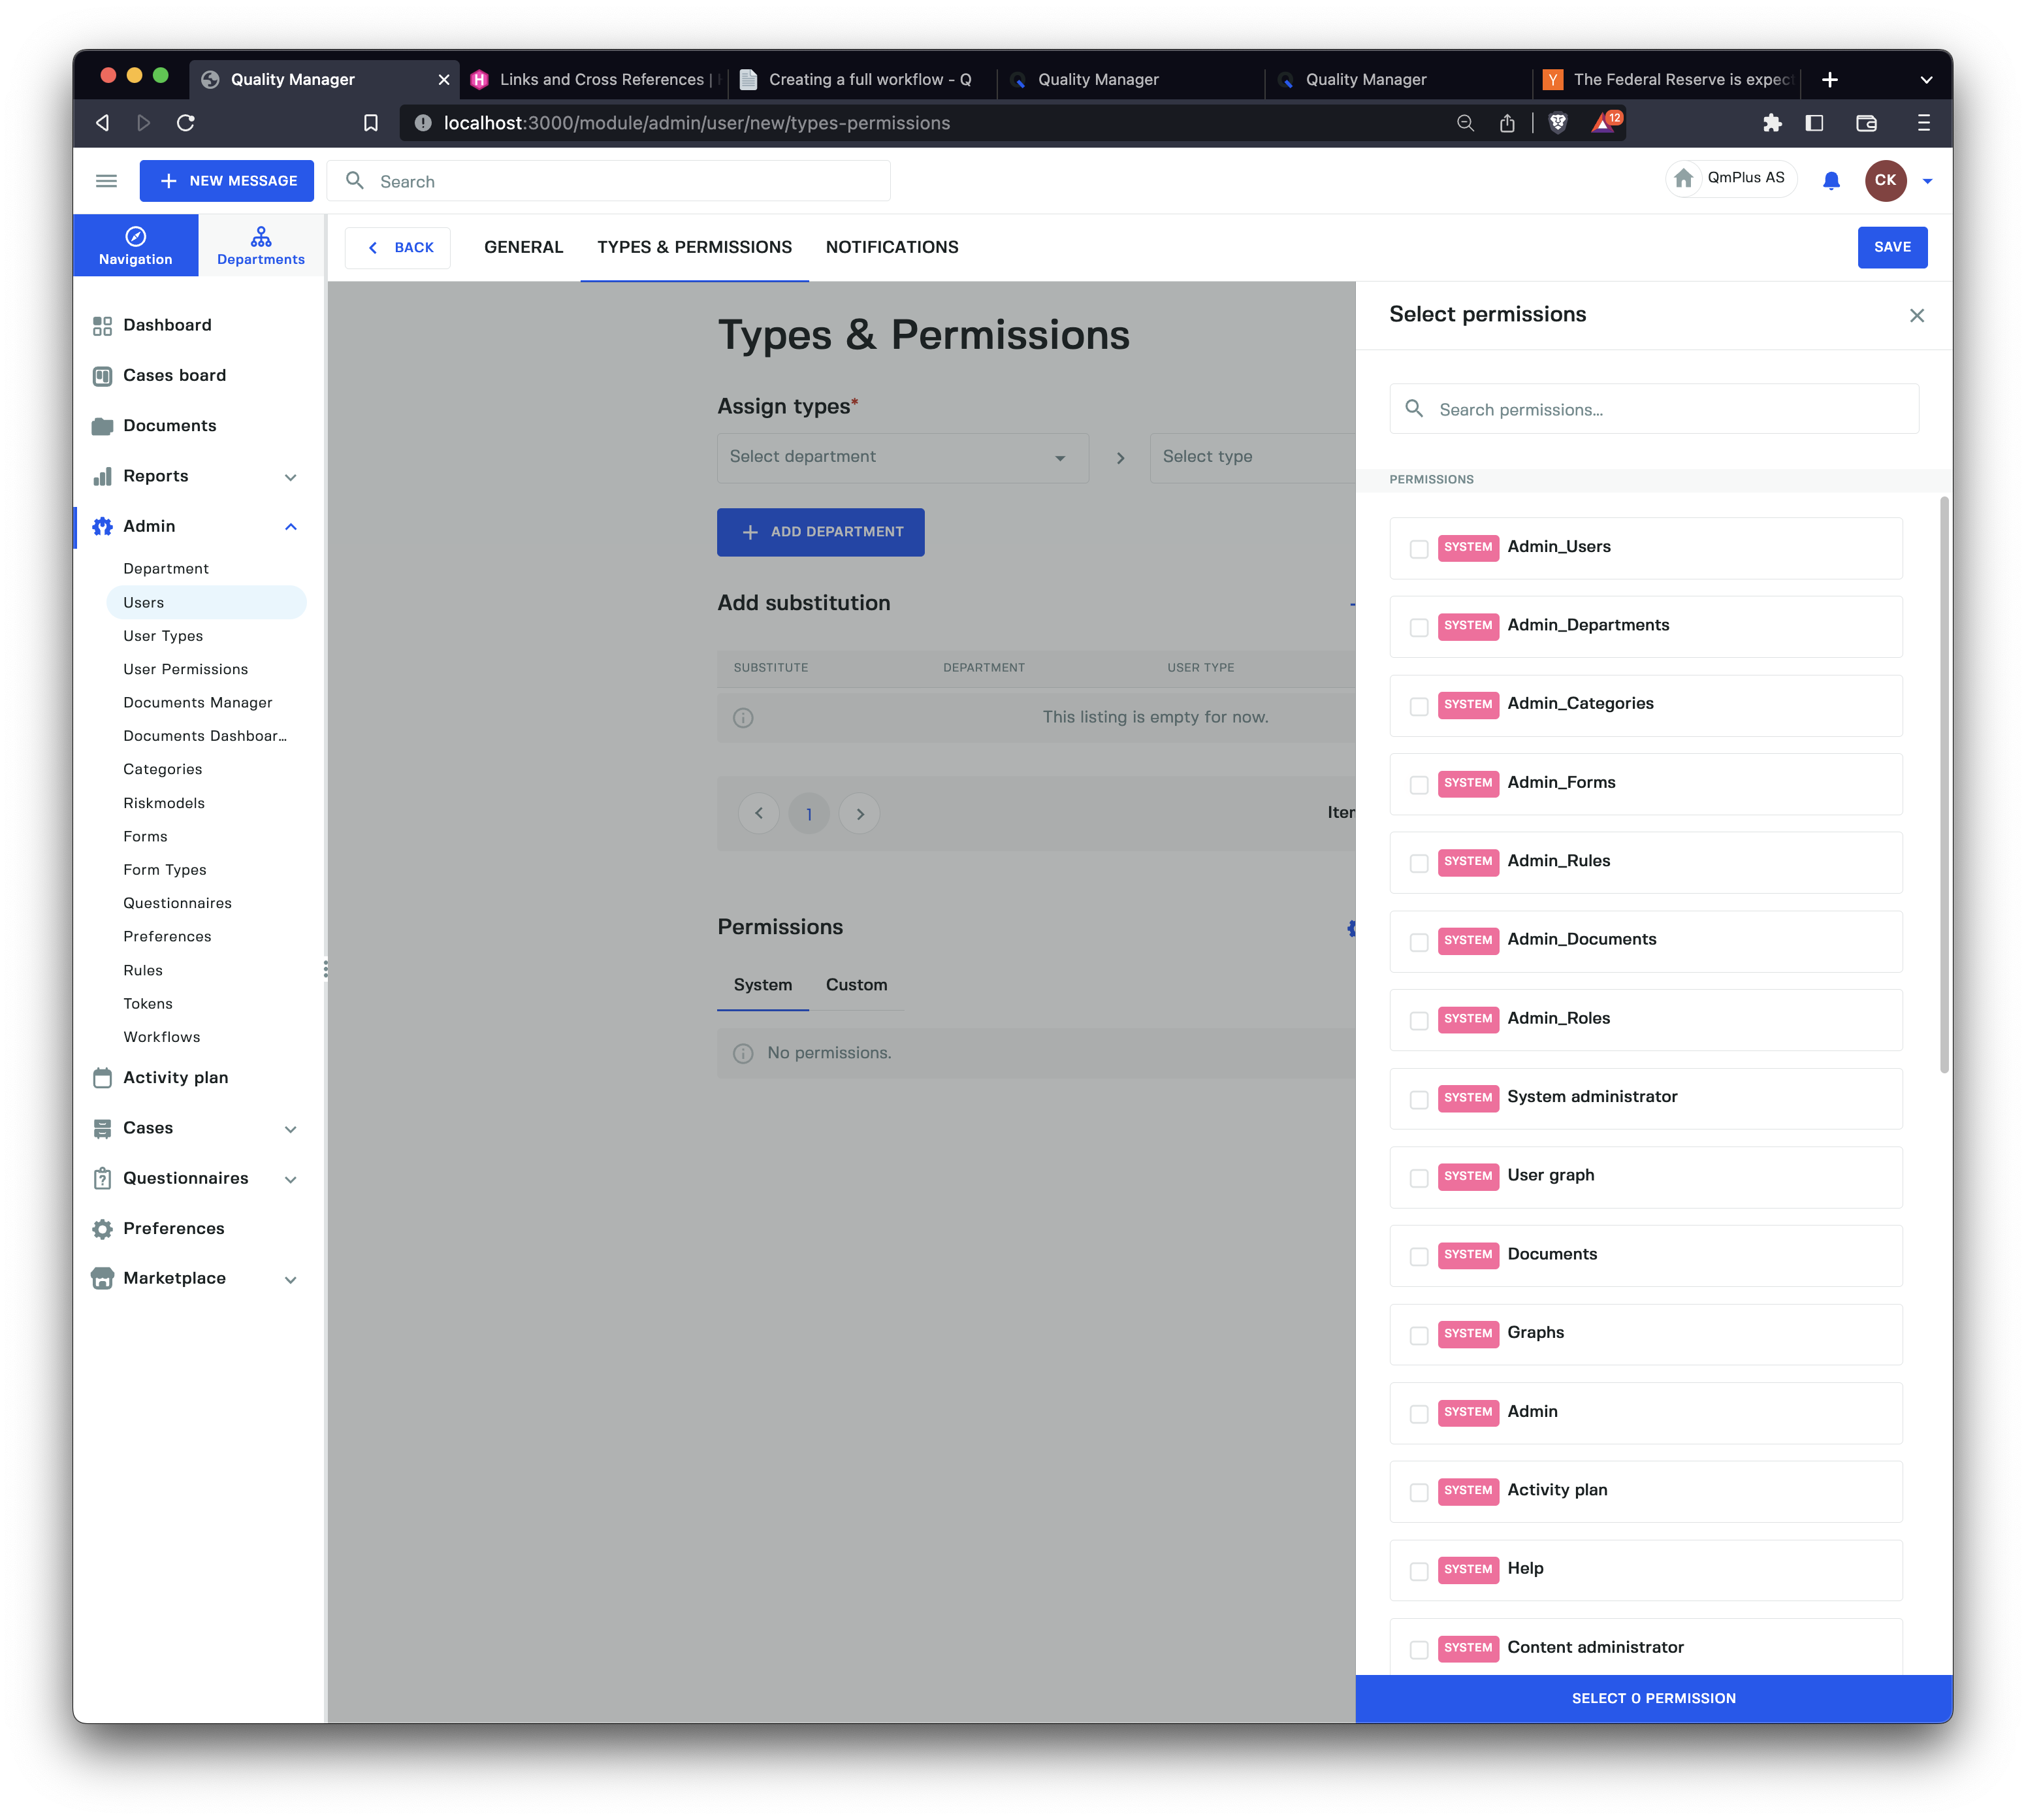 Quality Manager
Links and Cross References |
Creating a full workflow - Q
Quality Manager
Quality Manager
Y
The Federal Reserve is expec
localhost:3000/module/admin/user/new/types-permissions
12
NEW MESSAGE
Search
QmPlus AS
CK
Navigation
Departments
BACK
GENERAL
TYPES & PERMISSIONS
NOTIFICATIONS
SAVE
Dashboard
Cases board
Documents
Reports
Admin
Department
Users
User Types
User Permissions
Documents Manager
Documents Dashboar...
Categories
Riskmodels
Forms
Form Types
Questionnaires
Preferences
Rules
Tokens
Workflows
Activity plan
Cases
Questionnaires
Preferences
Marketplace
Types & Permissions
Assign types*
Select department
Select type
ADD DEPARTMENT
Add substitution
SUBSTITUTE
DEPARTMENT
USER TYPE
This listing is empty for now.
1
Iter
Permissions
System
Custom
No permissions.
Select permissions
Search permissions...
PERMISSIONS
SYSTEM Admin_Users
SYSTEM Admin_Departments
SYSTEM Admin_Categories
SYSTEM Admin_Forms
SYSTEM Admin_Rules
SYSTEM Admin_Documents
SYSTEM Admin_Roles
SYSTEM System administrator
SYSTEM User graph
SYSTEM Documents
SYSTEM Graphs
SYSTEM Admin
SYSTEM Activity plan
SYSTEM Help
SYSTEM Content administrator
SELECT 0 PERMISSION